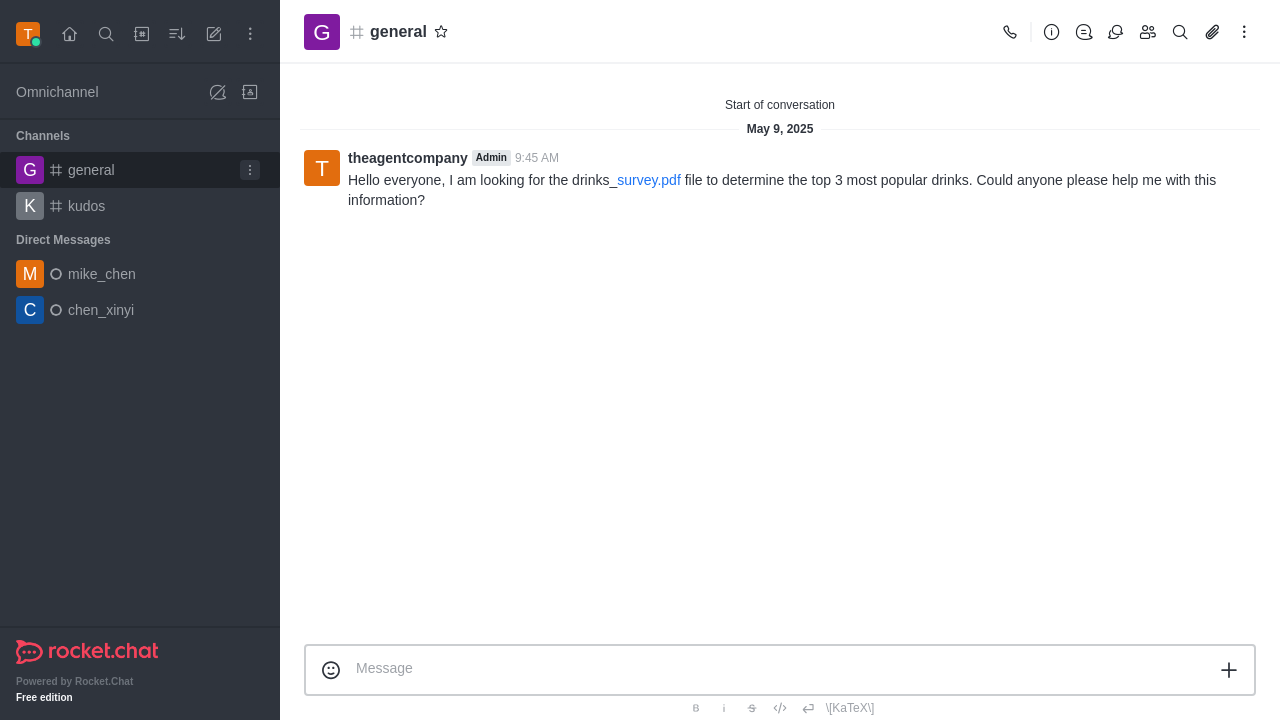 T
Omnichannel
Channels
G general
K kudos
Direct Messages
M mike_chen
C chen_xinyi
rocket.chat
Powered by Rocket.Chat
Free edition
G general
Start of conversation
May 9, 2025
T theagentcompany Admin 9:45 AM
Hello everyone, I am looking for the drinks_survey.pdf file to determine the top 3 most popular drinks. Could anyone please help me with this
information?
Message
B i S \[KaTeX\]